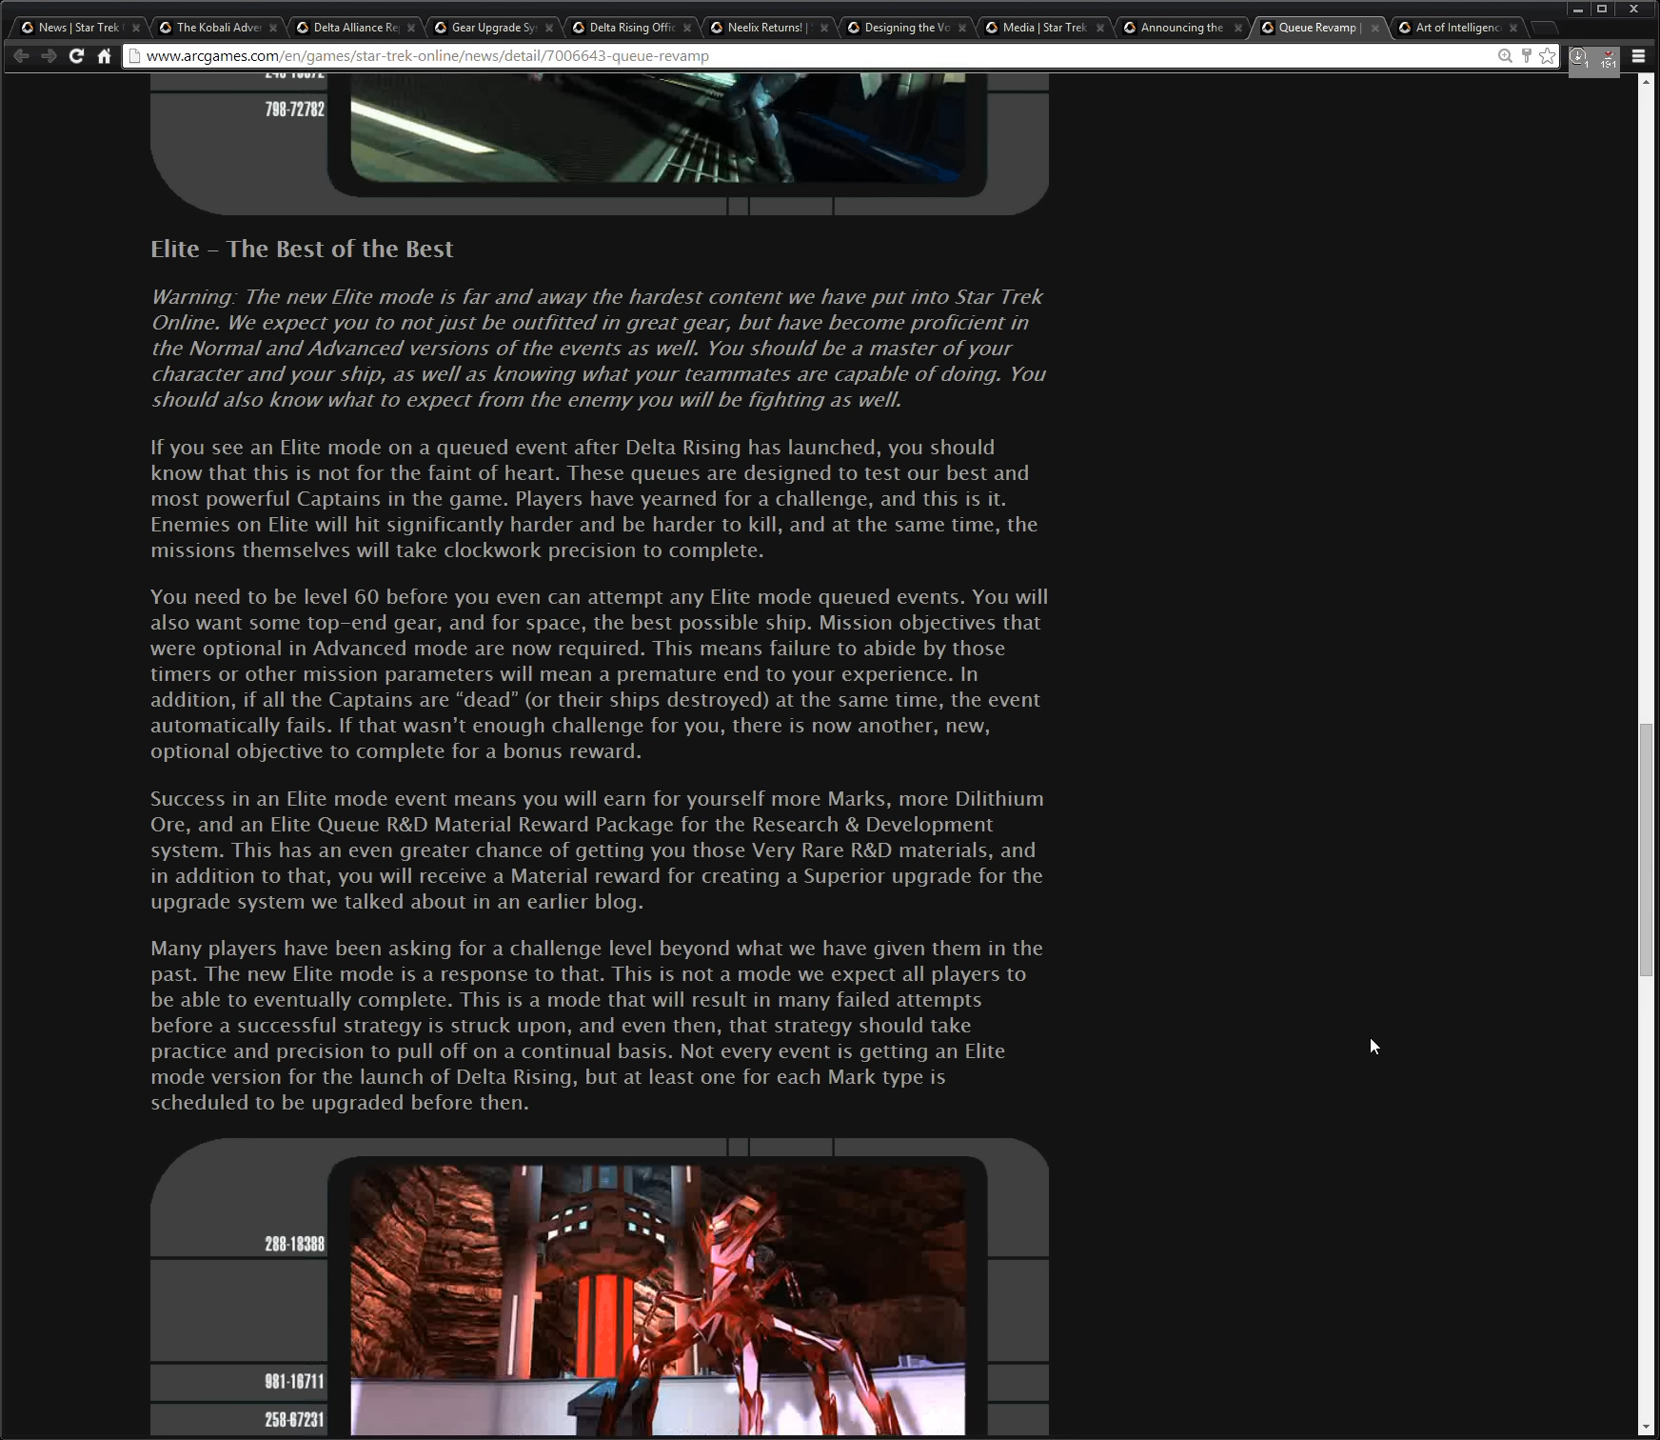 News | Star Trek
The Kobali Adve
Delta Alliance Re
Gear Upgrade Sy
Delta Rising Offi
Neelix Returns! |
Designing the Vo
Media | Star Trek
Announcing the
Queue Revamp |
Art of Intelligenc
www.arcgames.com/en/games/star-trek-online/news/detail/7006643-queue-revamp
798-72782
Elite – The Best of the Best
Warning: The new Elite mode is far and away the hardest content we have put into Star Trek
Online. We expect you to not just be outfitted in great gear, but have become proficient in
the Normal and Advanced versions of the events as well. You should be a master of your
character and your ship, as well as knowing what your teammates are capable of doing. You
should also know what to expect from the enemy you will be fighting as well.
If you see an Elite mode on a queued event after Delta Rising has launched, you should
know that this is not for the faint of heart. These queues are designed to test our best and
most powerful Captains in the game. Players have yearned for a challenge, and this is it.
Enemies on Elite will hit significantly harder and be harder to kill, and at the same time, the
missions themselves will take clockwork precision to complete.
You need to be level 60 before you even can attempt any Elite mode queued events. You will
also want some top-end gear, and for space, the best possible ship. Mission objectives that
were optional in Advanced mode are now required. This means failure to abide by those
timers or other mission parameters will mean a premature end to your experience. In
addition, if all the Captains are “dead” (or their ships destroyed) at the same time, the event
automatically fails. If that wasn’t enough challenge for you, there is now another, new,
optional objective to complete for a bonus reward.
Success in an Elite mode event means you will earn for yourself more Marks, more Dilithium
Ore, and an Elite Queue R&D Material Reward Package for the Research & Development
system. This has an even greater chance of getting you those Very Rare R&D materials, and
in addition to that, you will receive a Material reward for creating a Superior upgrade for the
upgrade system we talked about in an earlier blog.
Many players have been asking for a challenge level beyond what we have given them in the
past. The new Elite mode is a response to that. This is not a mode we expect all players to
be able to eventually complete. This is a mode that will result in many failed attempts
before a successful strategy is struck upon, and even then, that strategy should take
practice and precision to pull off on a continual basis. Not every event is getting an Elite
mode version for the launch of Delta Rising, but at least one for each Mark type is
scheduled to be upgraded before then.
288-18388
981-16711
258-67231